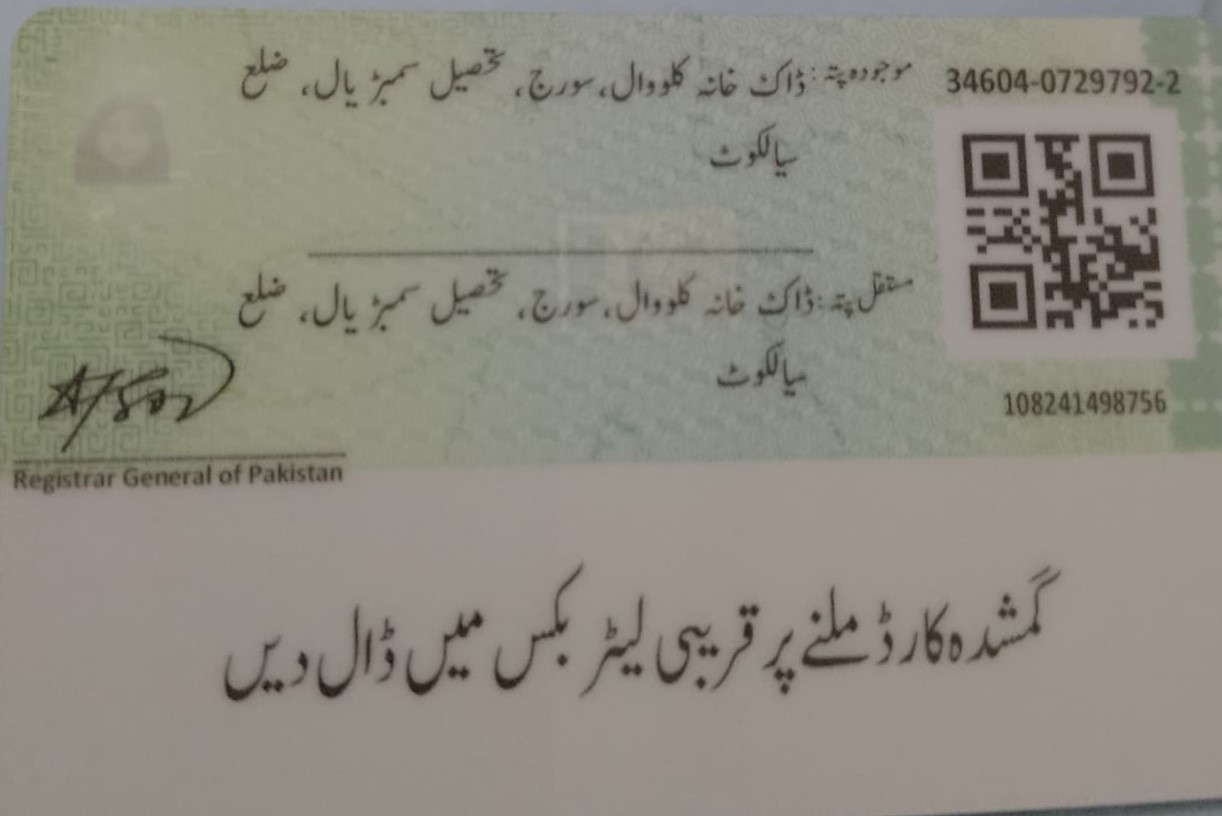 34604-0729792-2
موجودہ پتہ: ڈاک خانہ کلووال، سورج، تحصیل سمبڑیال، ضلع
سیالکوٹ
مستقل پتہ: ڈاک خانہ کلووال، سورج، تحصیل سمبڑیال، ضلع
سیالکوٹ
108241498756
Registrar General of Pakistan
گمشدہ کارڈ ملنے پر قریبی لیٹر بکس میں ڈال دیں